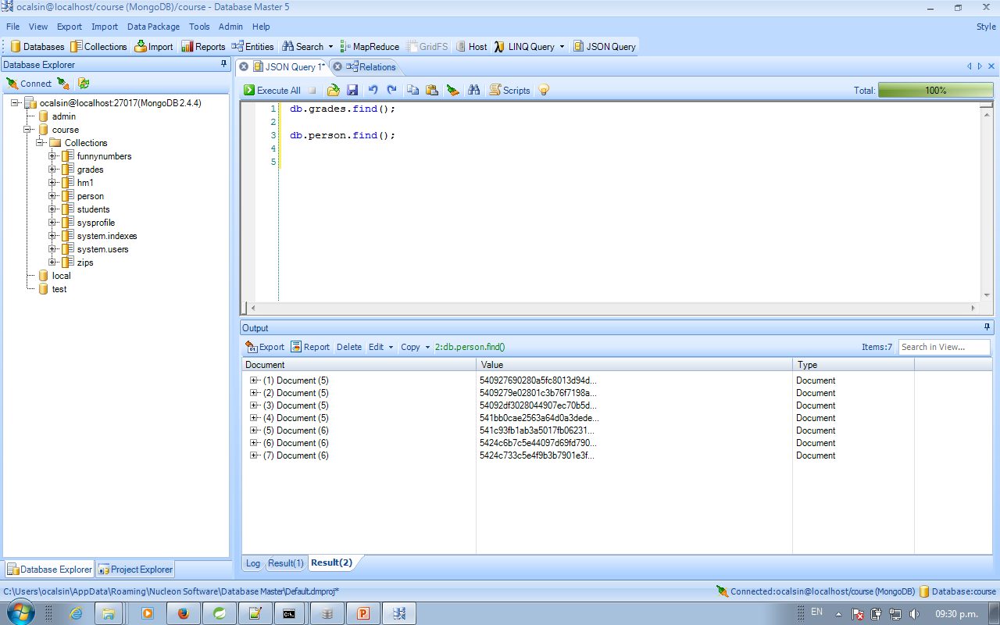 ocalsin@localhost/course (MongoDB)/course - Database Master 5
File View Export Import Data Package Tools Admin Help Style
Databases Collections Import Reports Entities Search MapReduce GridFS Host LINQ Query JSON Query
Database Explorer
JSON Query 1* Relations
Connect
Execute All Scripts Total: 100%
ocalsin@localhost:27017(MongoDB 2.4.4)
admin
course
Collections
funnynumbers
grades
hm1
person
students
sysprofile
system.indexes
system.users
zips
local
test
1 db.grades.find();
2
3 db.person.find();
4
5
Output
Export Report Delete Edit Copy 2:db.person.find() Items:7 Search in View...
Document Value Type
(1) Document (5) 540927690280a5fc8013d94d... Document
(2) Document (5) 5409279e02801c3b76f7198a... Document
(3) Document (5) 54092df3028044907ec70b5d... Document
(4) Document (5) 541bb0cae2563a64d0a3dede... Document
(5) Document (6) 541c93fb1ab3a5017fb06231... Document
(6) Document (6) 5424c6b7c5e44097d69fd790... Document
(7) Document (6) 5424c733c5e4f9b3b7901e3f... Document
Log Result(1) Result(2)
Database Explorer Project Explorer
C:\Users\ocalsin\AppData\Roaming\Nucleon Software\Database Master\Default.dmproj*
Connected:ocalsin@localhost/course (MongoDB) Database:course
EN 09:30 p.m.